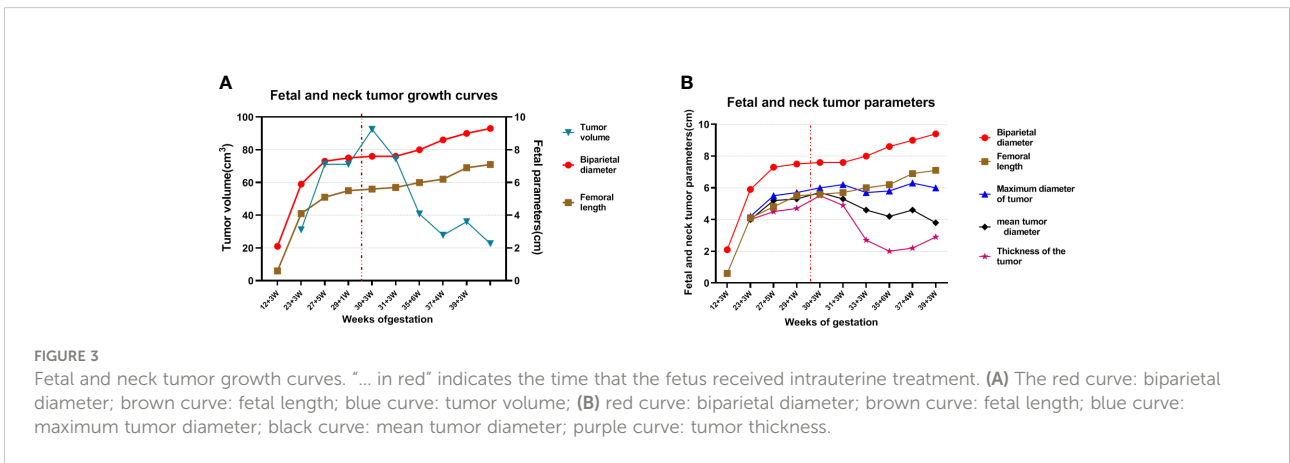 A
Fetal and neck tumor growth curves
Tumor volume(cm3)
100
80
60
40
20
0
10
8
6
4
2
0
Fetal parameters(cm)
12+3W
23+3W
27+5W
29+1W
30+3W
31+3W
35+6W
37+4W
39+3W
Weeks ofgestation
Tumor
volume
Biparietal
diameter
Femoral
length
B
Fetal and neck tumor parameters
Fetal and neck tumor parameters(cm)
10
8
6
4
2
0
12+3W
23+3W
27+5W
29+1W
30+3W
31+3W
33+3W
35+6W
37+4W
39+3W
Weeks of gestation
Biparietal
diameter
Femoral
length
Maximum diameter
of tumor
mean tumor
diameter
Thickness of the
tumor
FIGURE 3
Fetal and neck tumor growth curves. "... in red" indicates the time that the fetus received intrauterine treatment. (A) The red curve: biparietal
diameter; brown curve: fetal length; blue curve: tumor volume; (B) red curve: biparietal diameter; brown curve: fetal length; blue curve:
maximum tumor diameter; black curve: mean tumor diameter; purple curve: tumor thickness.